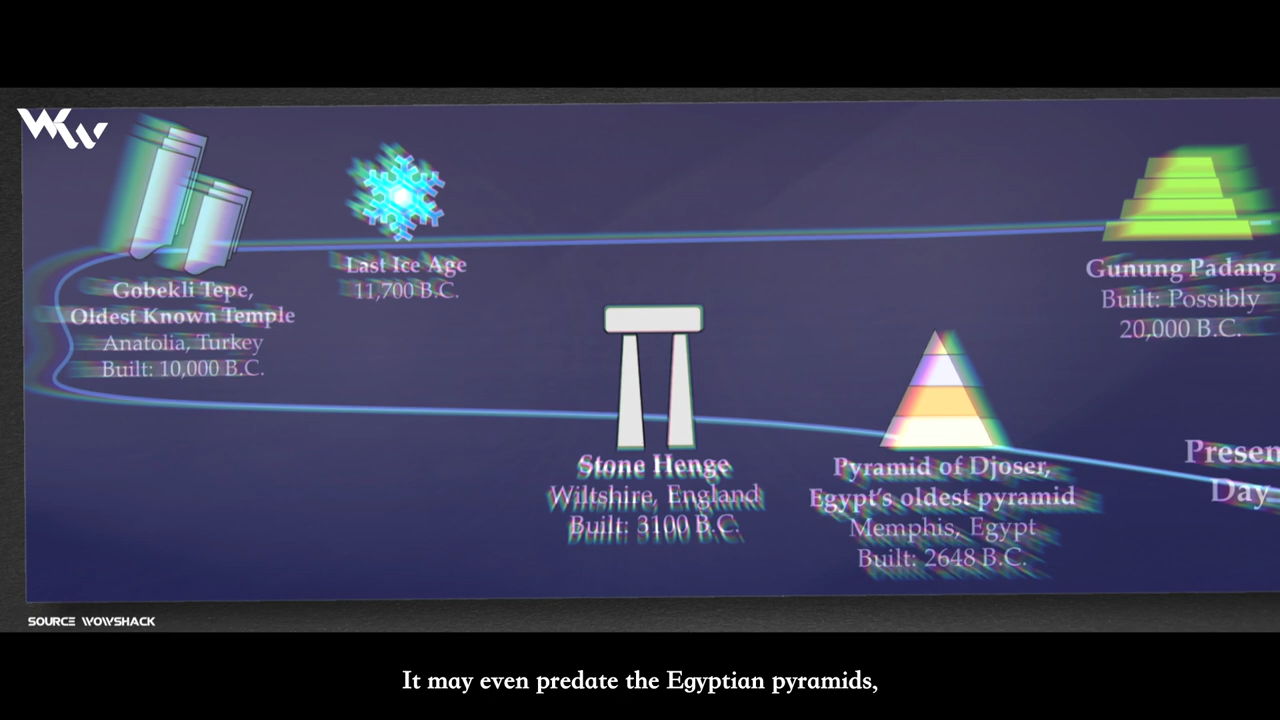 WW
Gobekli Tepe,
Oldest Known Temple
Anatolia, Turkey
Built: 10,000 B.C.
Last Ice Age
11,700 B.C.
Gunung Padang
Built: Possibly
20,000 B.C.
Stone Henge
Wiltshire, England
Built: 3100 B.C.
Pyramid of Djoser,
Egypt's oldest pyramid
Memphis, Egypt
Built: 2648 B.C.
Presen
Day
SOURCE WOWSHACK
It may even predate the Egyptian pyramids,